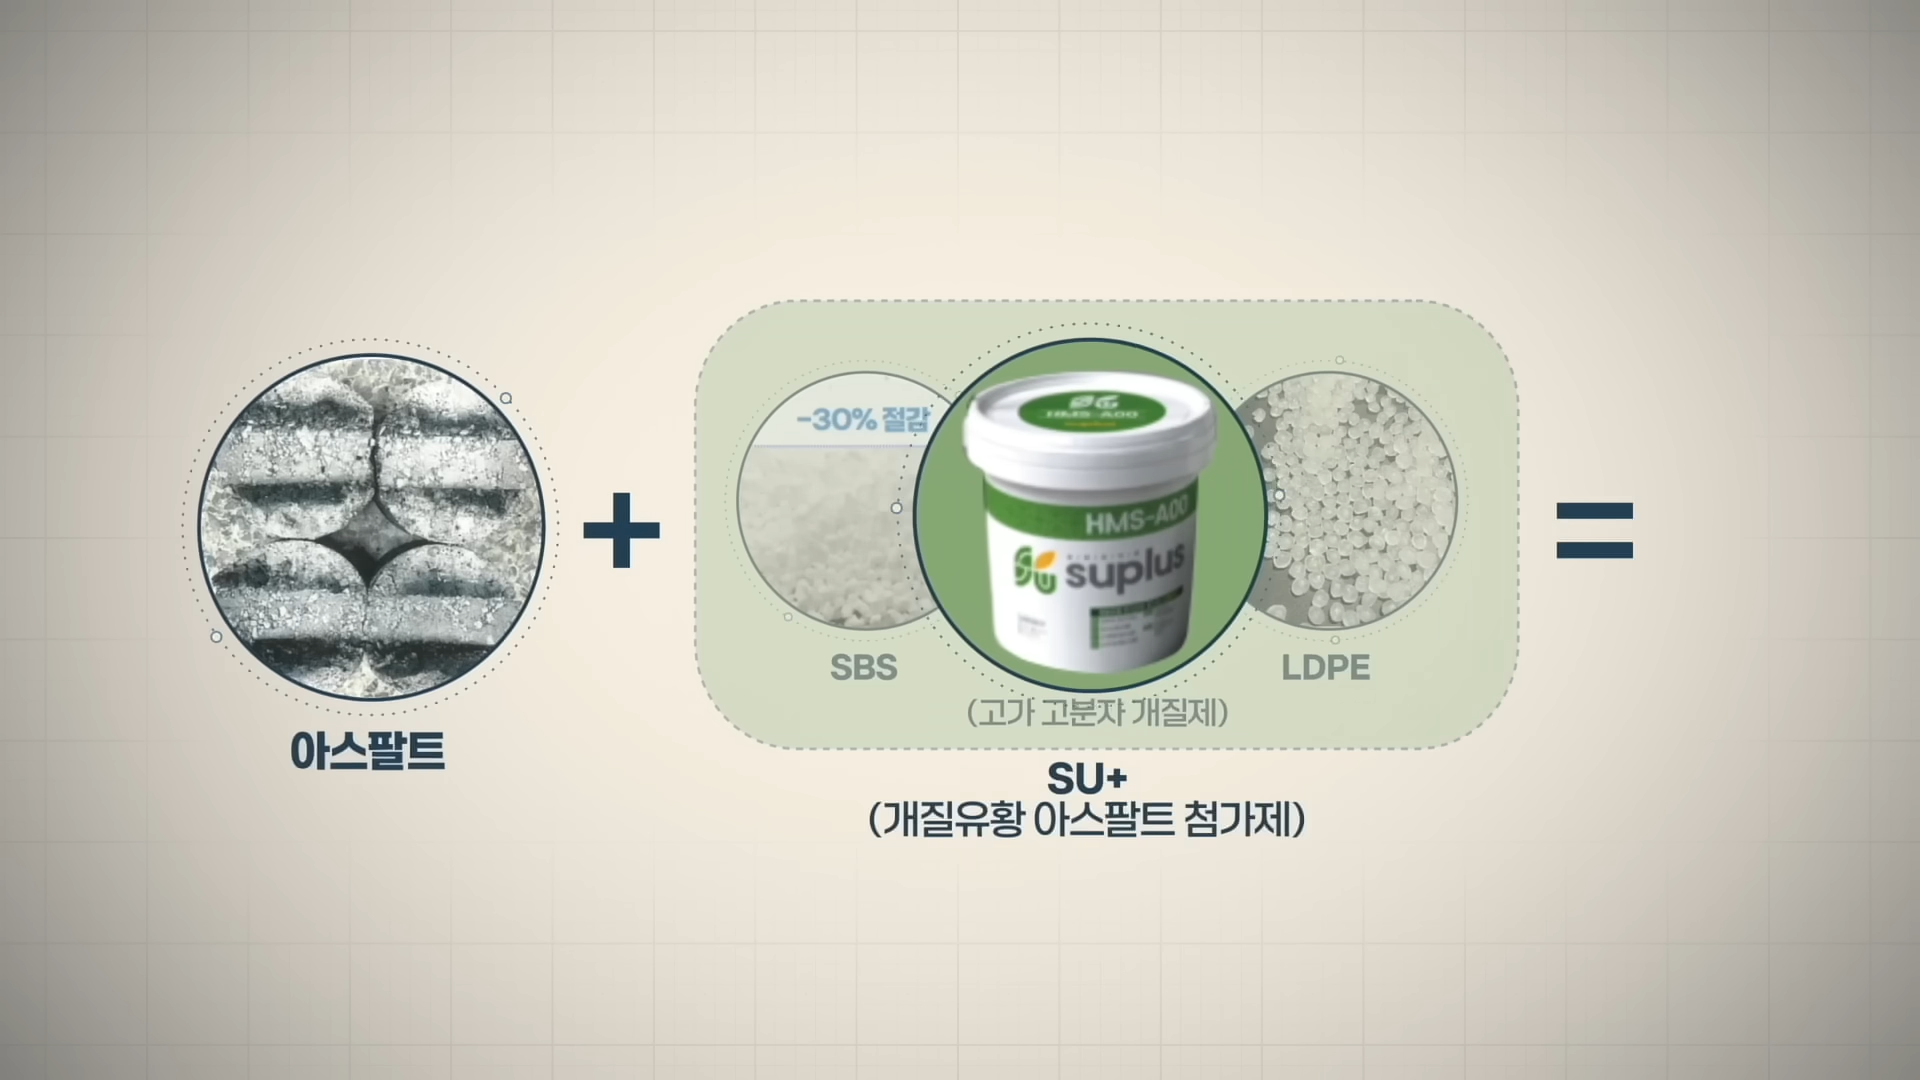 -30% 절감
HMS-A00
HMS-A00
suplus
SBS
LDPE
(고가 고분자 개질제)
아스팔트
SU+
(개질유황 아스팔트 첨가제)